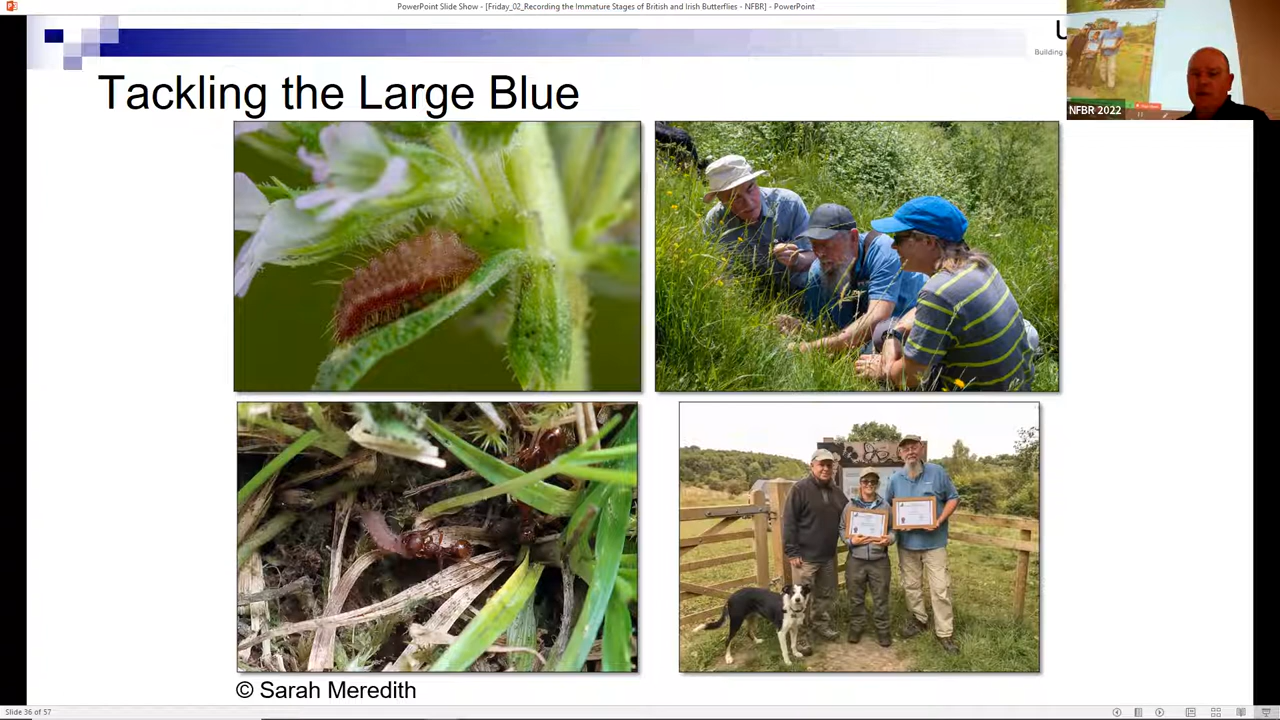 PowerPoint Slide Show - [Friday_02_Recording the Immature Stages of British and Irish Butterflies - NFBR] - PowerPoint
U
Building
Tackling the Large Blue
NFBR 2022
© Sarah Meredith
Slide 36 of 57